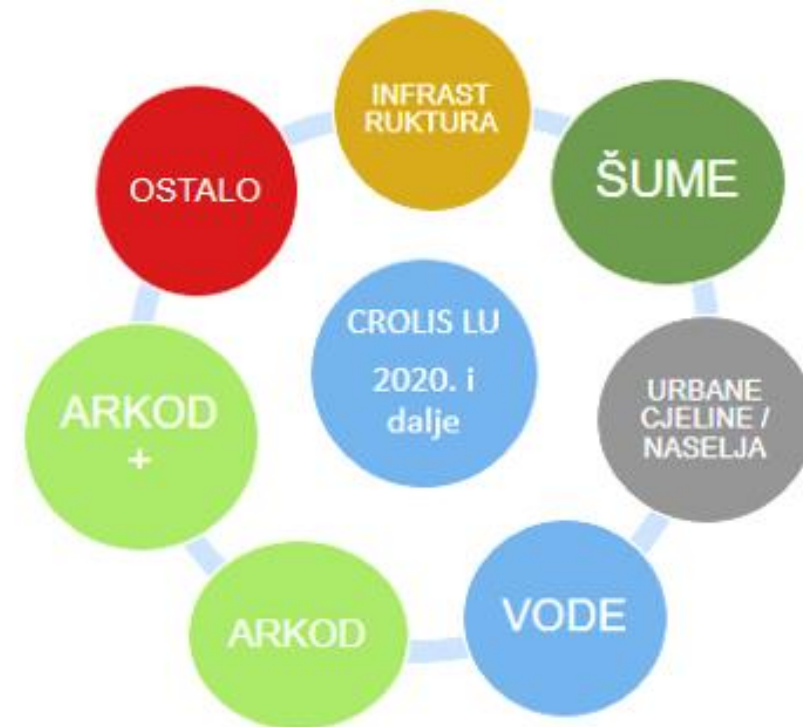 INFRAST
RUKTURA
ŠUME
OSTALO
CROLIS LU
2020. i
dalje
URBANE
CJELINE /
NASELJA
ARKOD
+
VODE
ARKOD